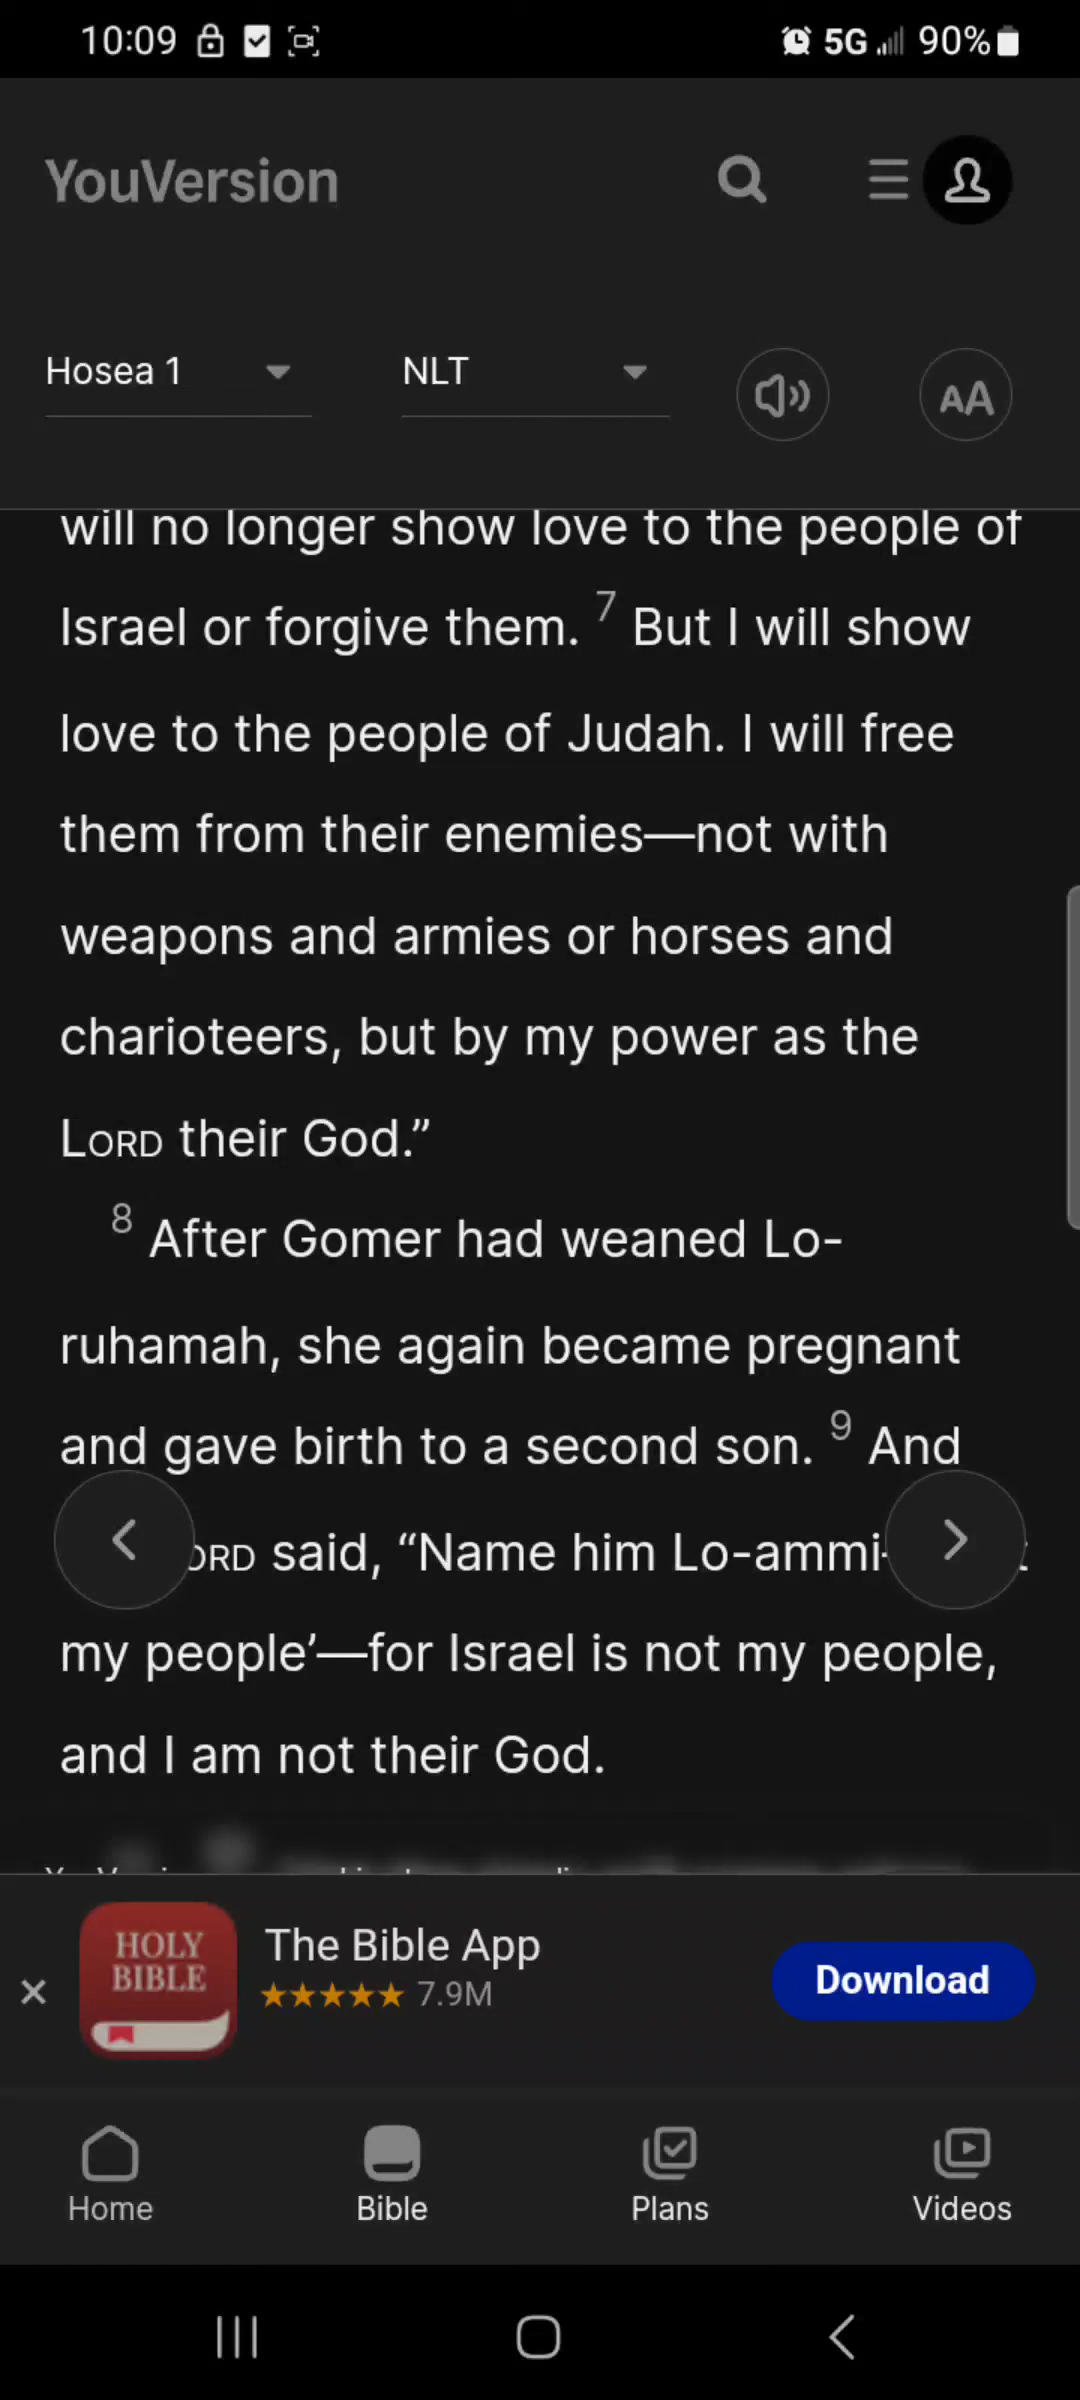 10:09 5G 90%
YouVersion
Hosea 1 NLT AA
will no longer show love to the people of
Israel or forgive them. 7 But I will show
love to the people of Judah. I will free
them from their enemies—not with
weapons and armies or horses and
charioteers, but by my power as the
LORD their God.”
8 After Gomer had weaned Lo-
ruhamah, she again became pregnant
and gave birth to a second son. 9 And
ORD said, “Name him Lo-ammi-
my people’—for Israel is not my people,
and I am not their God.
HOLY
BIBLE
The Bible App
7.9M
Download
Home Bible Plans Videos